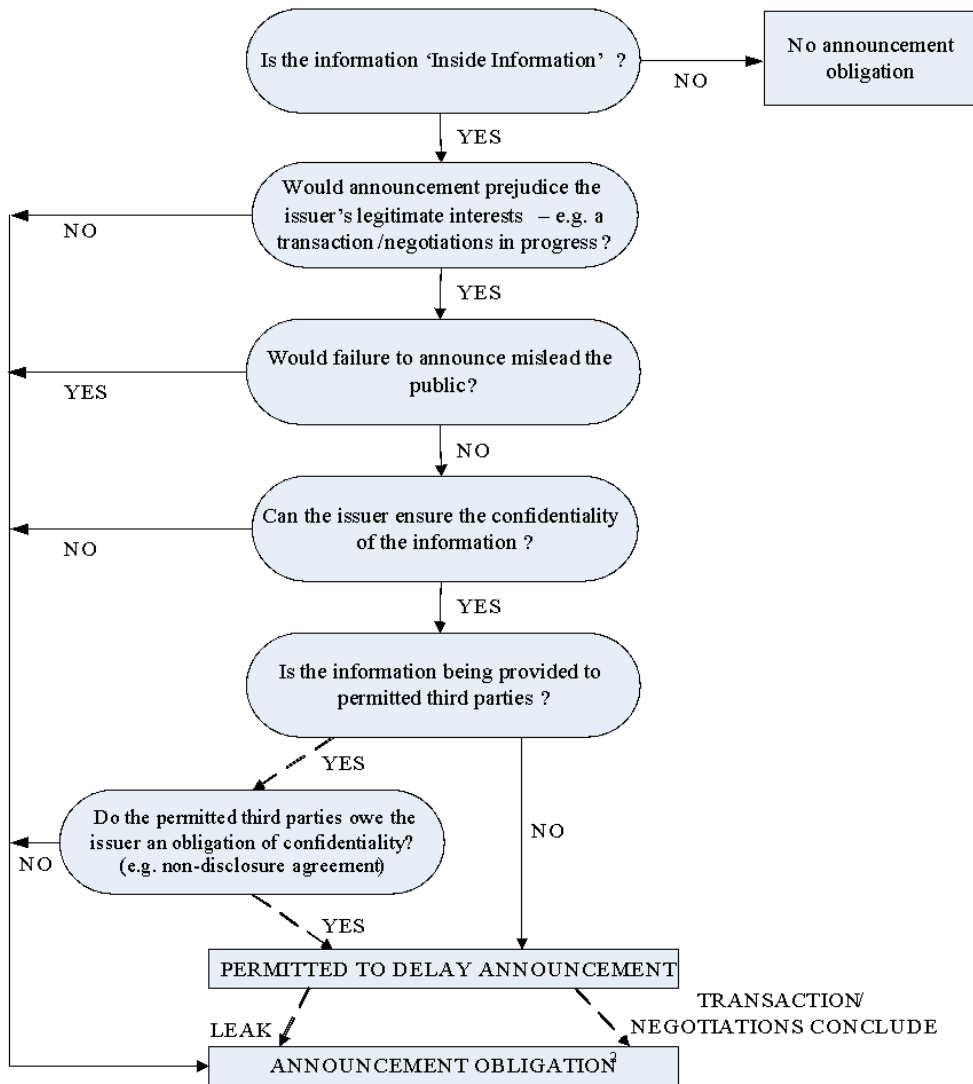 Is the information ‘Inside Information’ ?
No announcement
obligation
NO
YES
Would announcement prejudice the
issuer’s legitimate interests – e.g. a
transaction /negotiations in progress ?
NO
YES
Would failure to announce mislead the
public?
YES
NO
Can the issuer ensure the confidentiality
of the information ?
NO
YES
Is the information being provided to
permitted third parties ?
YES
Do the permitted third parties owe the
issuer an obligation of confidentiality?
(e.g. non-disclosure agreement)
NO
NO
YES
PERMITTED TO DELAY ANNOUNCEMENT
LEAK
TRANSACTION/
NEGOTIATIONS CONCLUDE
ANNOUNCEMENT OBLIGATION²